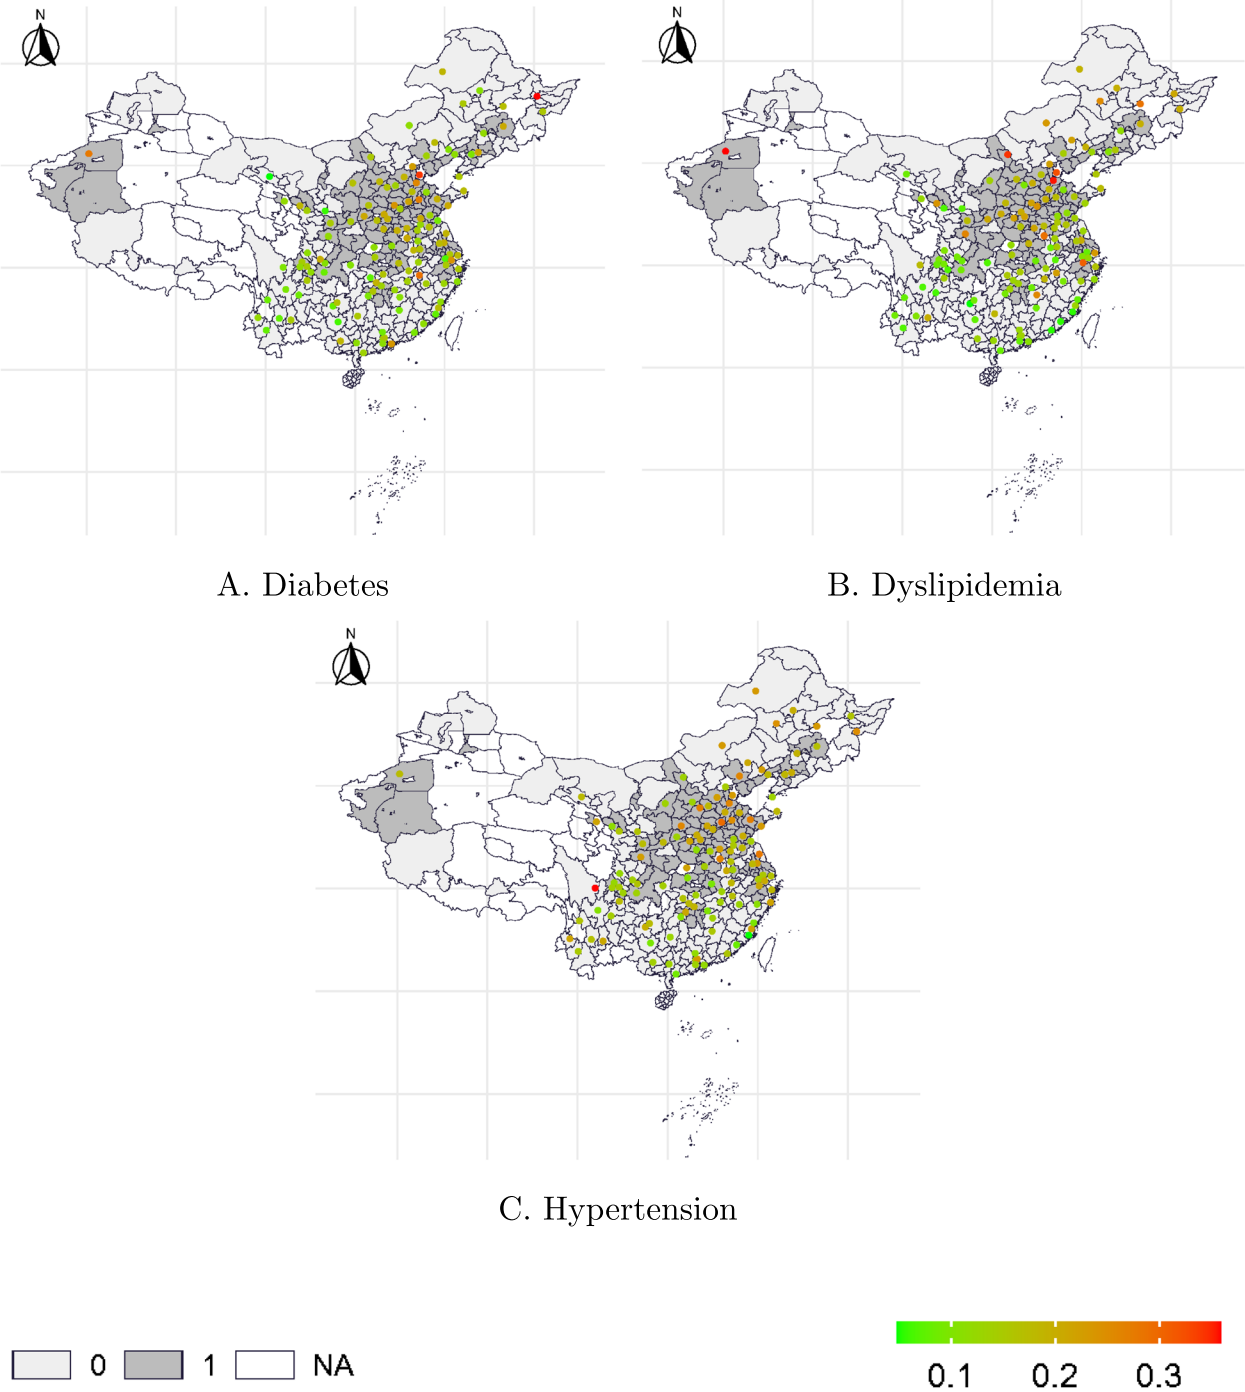 N
N
A. Diabetes
B. Dyslipidemia
N
C. Hypertension
0 1 NA
0.1 0.2 0.3